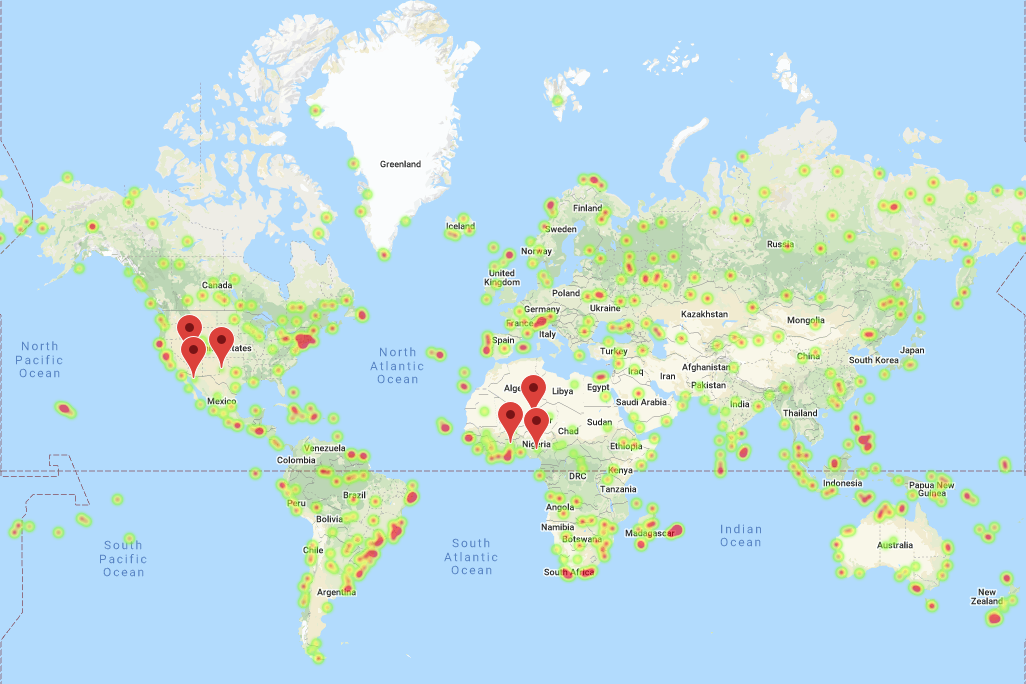 Greenland
Iceland
Finland
Sweden
Norway
Russia
United
Kingdom
Canada
Poland
Germany
Ukraine
Kazakhstan
Mongolia
France
Italy
Spain
North
Pacific
Ocean
North
Atlantic
Ocean
tates
Turkey
China
South Korea
Japan
Iraq
Iran
Afghanistan
Pakistan
Alge
Libya
Egypt
Saudi Arabia
Mexico
India
Thailand
Chad
Sudan
Nigeria
Ethiopia
Venezuela
Colombia
DRC
Kenya
Tanzania
Indonesia
Papua New
Guinea
Peru
Brazil
Bolivia
Angola
Namibia
Botswana
Madagascar
Indian
Ocean
South
Pacific
Ocean
South
Atlantic
Ocean
Chile
Australia
South Africa
Argentina
New
Zealand